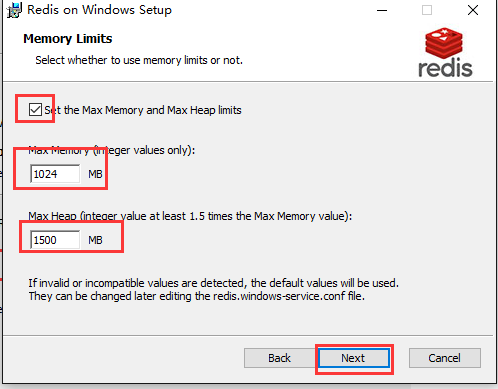 Redis on Windows Setup
Memory Limits
Select whether to use memory limits or not.
redis
Set the Max Memory and Max Heap limits
Max Memory (integer values only):
1024 MB
Max Heap (integer value at least 1.5 times the Max Memory value):
1500 MB
If invalid or incompatible values are detected, the default values will be used.
They can be changed later editing the redis.windows-service.conf file.
Back Next Cancel